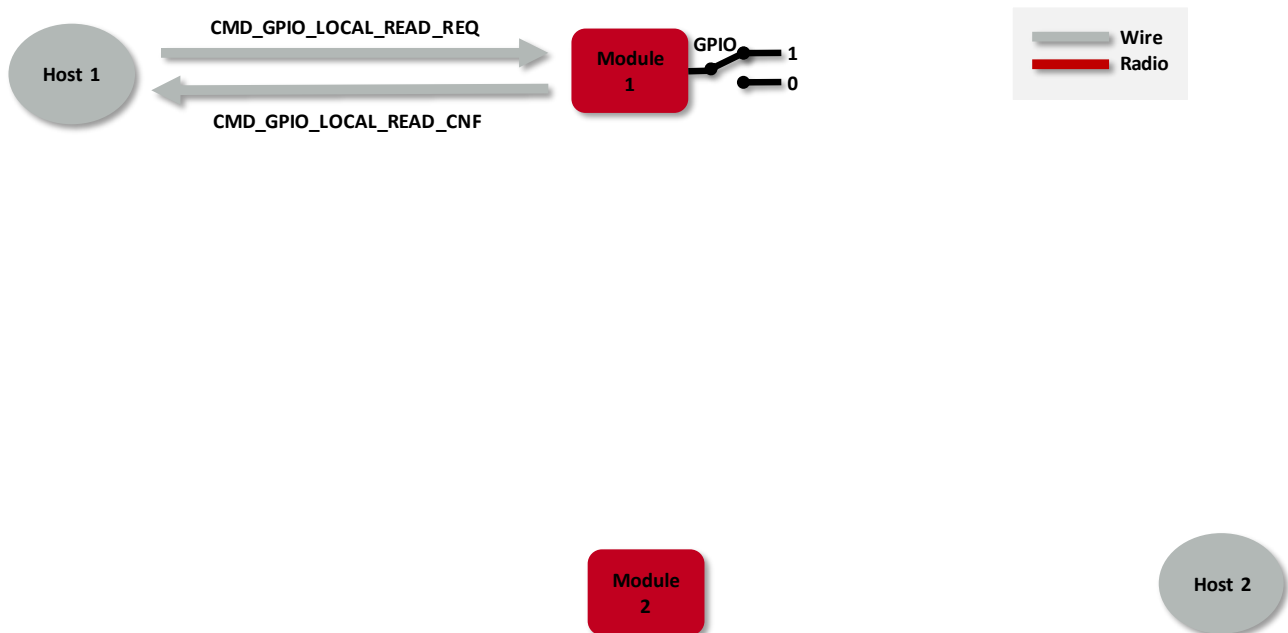 CMD_GPIO_LOCAL_READ_REQ
Host 1
Module
1
GPIO
1
0
CMD_GPIO_LOCAL_READ_CNF
Wire
Radio
Module
2
Host 2